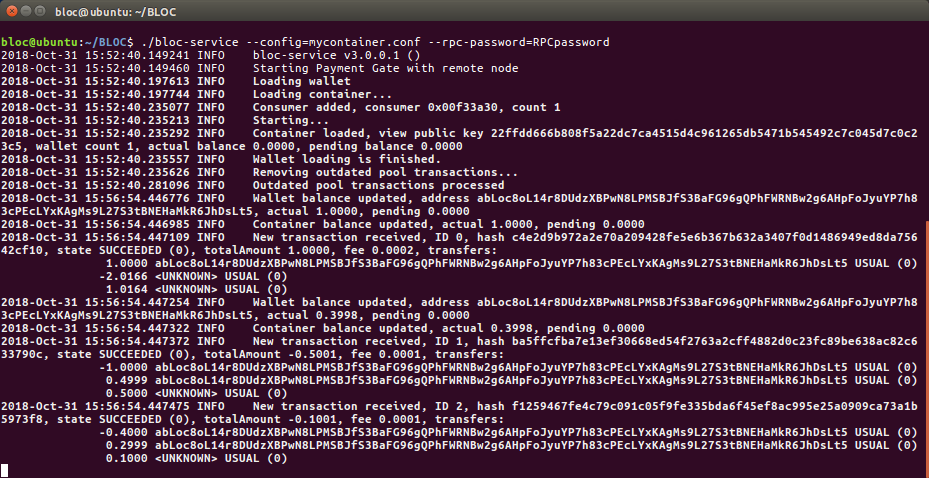 bloc@ubuntu: ~/BLOC
bloc@ubuntu:~/BLOC$ ./bloc-service --config=mycontainer.conf --rpc-password=RPCpassword
2018-Oct-31 15:52:40.149241 INFO    bloc-service v3.0.0.1 ()
2018-Oct-31 15:52:40.149460 INFO    Starting Payment Gate with remote node
2018-Oct-31 15:52:40.197613 INFO    Loading wallet
2018-Oct-31 15:52:40.197744 INFO    Loading container...
2018-Oct-31 15:52:40.235077 INFO    Consumer added, consumer 0x00f33a30, count 1
2018-Oct-31 15:52:40.235213 INFO    Starting...
2018-Oct-31 15:52:40.235292 INFO    Container loaded, view public key 22ffdd666b808f5a22dc7ca4515d4c961265db5471b545492c7c045d7c0c2
3c5, wallet count 1, actual balance 0.0000, pending balance 0.0000
2018-Oct-31 15:52:40.235557 INFO    Wallet loading is finished.
2018-Oct-31 15:52:40.235626 INFO    Removing outdated pool transactions...
2018-Oct-31 15:52:40.281096 INFO    Outdated pool transactions processed
2018-Oct-31 15:56:54.446776 INFO    Wallet balance updated, address abLoc8oL14r8DUdzXBPwN8LPMSBJfS3BaFG96gQPhFWRNBw2g6AHpFoJyuYP7h8
3cPEcLYxKAgMs9L27S3tBNEHaMkR6JhDsLt5, actual 1.0000, pending 0.0000
2018-Oct-31 15:56:54.446985 INFO    Container balance updated, actual 1.0000, pending 0.0000
2018-Oct-31 15:56:54.447109 INFO    New transaction received, ID 0, hash c4e2d9b972a2e70a209428fe5e6b367b632a3407f0d1486949ed8da756
42cf10, state SUCCEEDED (0), totalAmount 1.0000, fee 0.0002, transfers:
1.0000 abLoc8oL14r8DUdzXBPwN8LPMSBJfS3BaFG96gQPhFWRNBw2g6AHpFoJyuYP7h83cPEcLYxKAgMs9L27S3tBNEHaMkR6JhDsLt5 USUAL (0)
-2.0166 <UNKNOWN> USUAL (0)
1.0164 <UNKNOWN> USUAL (0)
2018-Oct-31 15:56:54.447254 INFO    Wallet balance updated, address abLoc8oL14r8DUdzXBPwN8LPMSBJfS3BaFG96gQPhFWRNBw2g6AHpFoJyuYP7h8
3cPEcLYxKAgMs9L27S3tBNEHaMkR6JhDsLt5, actual 0.3998, pending 0.0000
2018-Oct-31 15:56:54.447322 INFO    Container balance updated, actual 0.3998, pending 0.0000
2018-Oct-31 15:56:54.447372 INFO    New transaction received, ID 1, hash ba5ffcfba7e13ef30668ed54f2763a2cff4882d0c23fc89be638ac82c6
33790c, state SUCCEEDED (0), totalAmount -0.5001, fee 0.0001, transfers:
-1.0000 abLoc8oL14r8DUdzXBPwN8LPMSBJfS3BaFG96gQPhFWRNBw2g6AHpFoJyuYP7h83cPEcLYxKAgMs9L27S3tBNEHaMkR6JhDsLt5 USUAL (0)
0.4999 abLoc8oL14r8DUdzXBPwN8LPMSBJfS3BaFG96gQPhFWRNBw2g6AHpFoJyuYP7h83cPEcLYxKAgMs9L27S3tBNEHaMkR6JhDsLt5 USUAL (0)
0.5000 <UNKNOWN> USUAL (0)
2018-Oct-31 15:56:54.447475 INFO    New transaction received, ID 2, hash f1259467fe4c79c091c05f9fe335bda6f45ef8ac995e25a0909ca73a1b
5973f8, state SUCCEEDED (0), totalAmount -0.1001, fee 0.0001, transfers:
-0.4000 abLoc8oL14r8DUdzXBPwN8LPMSBJfS3BaFG96gQPhFWRNBw2g6AHpFoJyuYP7h83cPEcLYxKAgMs9L27S3tBNEHaMkR6JhDsLt5 USUAL (0)
0.2999 abLoc8oL14r8DUdzXBPwN8LPMSBJfS3BaFG96gQPhFWRNBw2g6AHpFoJyuYP7h83cPEcLYxKAgMs9L27S3tBNEHaMkR6JhDsLt5 USUAL (0)
0.1000 <UNKNOWN> USUAL (0)